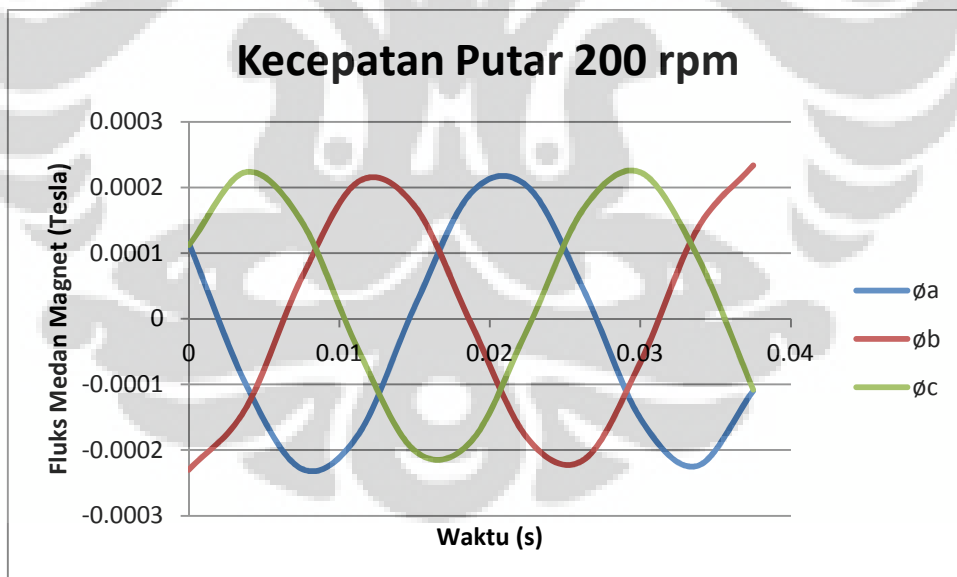 Kecepatan Putar 200 rpm
Fluks Medan Magnet (Tesla)
0.0003
0.0002
0.0001
0
-0.0001
-0.0002
-0.0003
0 0.01 0.02 0.03 0.04
Waktu (s)
øa
øb
øc